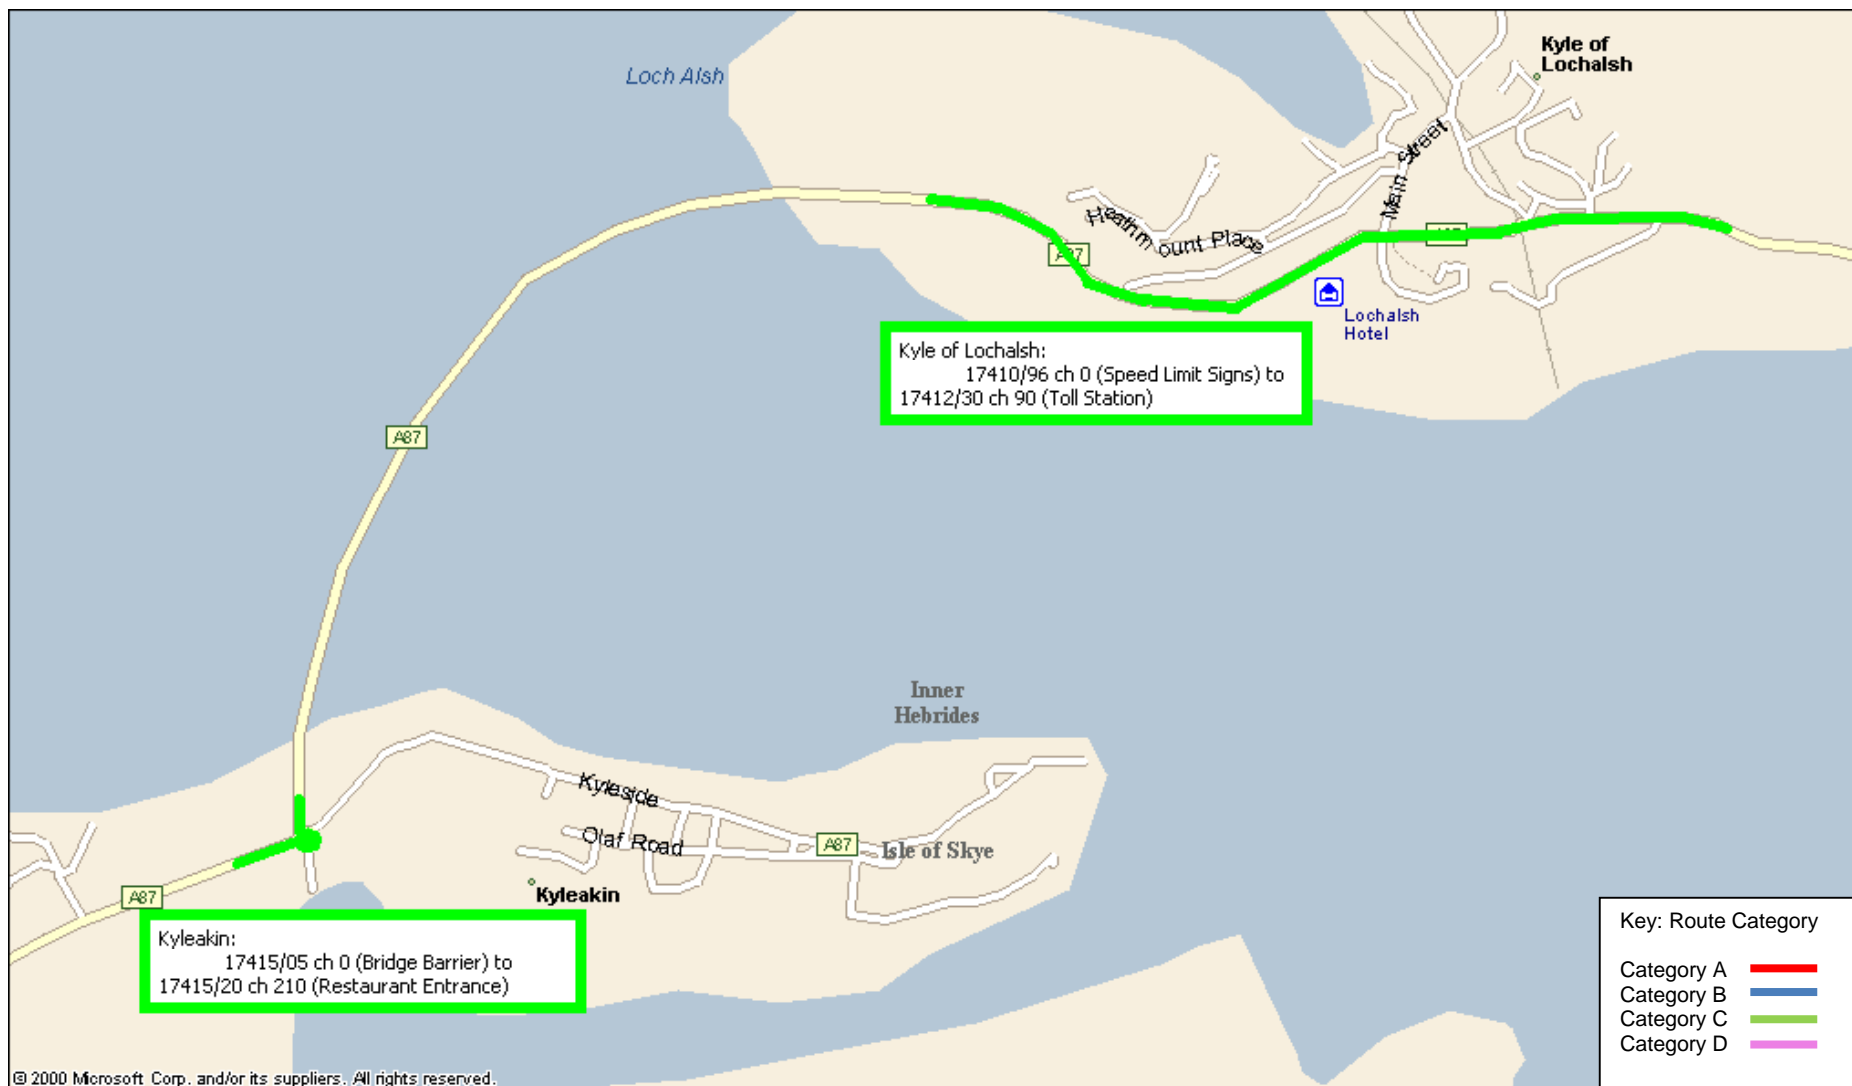 Loch Alsh
Kyle of
Lochalsh
Main Street
Heathmount Place
A87
Lochalsh
Hotel
Kyle of Lochalsh:
17410/96 ch 0 (Speed Limit Signs) to
17412/30 ch 90 (Toll Station)
A87
Inner
Hebrides
Kyleside
Olaf Road
A87
Isle of Skye
Kyleakin
A87
Kyleakin:
17415/05 ch 0 (Bridge Barrier) to
17415/20 ch 210 (Restaurant Entrance)
Key: Route Category
Category A
Category B
Category C
Category D
© 2000 Microsoft Corp. and/or its suppliers. All rights reserved.